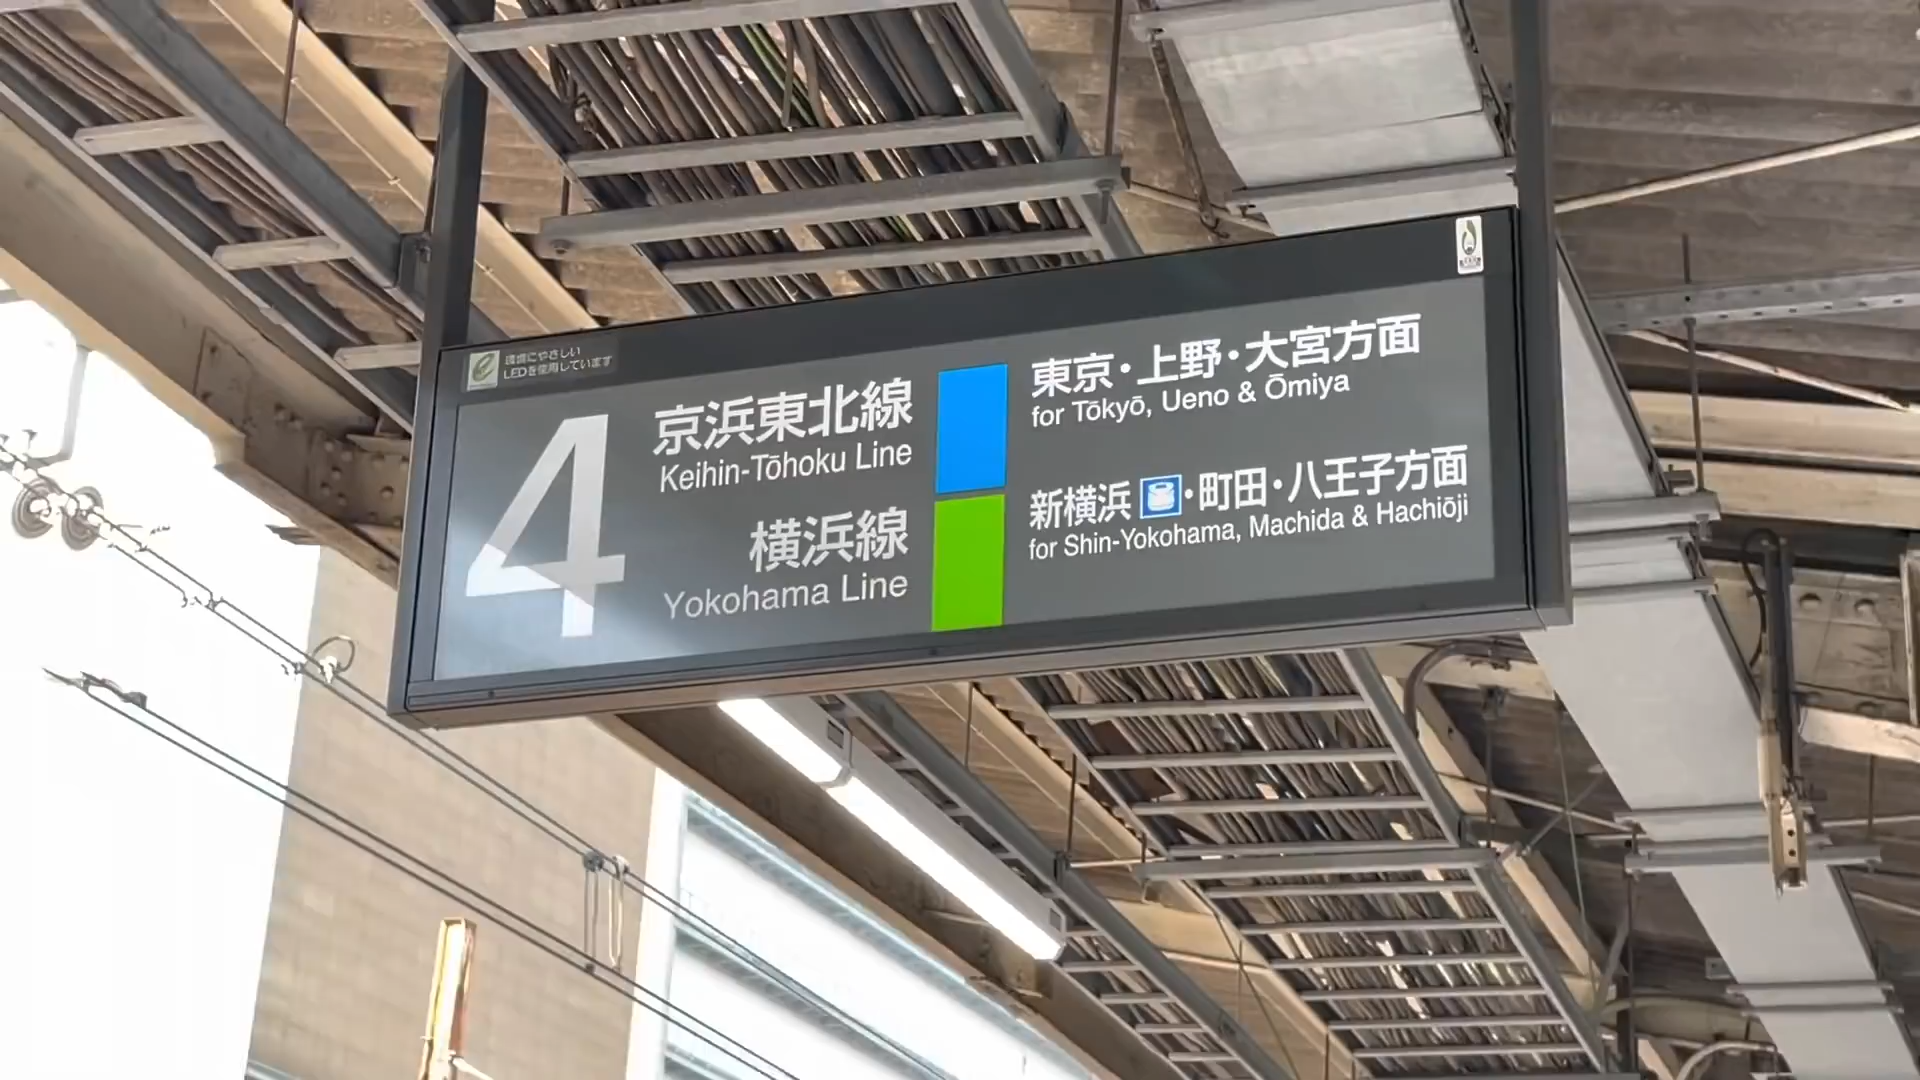 環境にやさしい
LEDを使用しています
4
京浜東北線
Keihin-Tōhoku Line
東京・上野・大宮方面
for Tōkyō, Ueno & Ōmiya
横浜線
Yokohama Line
新横浜・町田・八王子方面
for Shin-Yokohama, Machida & Hachiōji